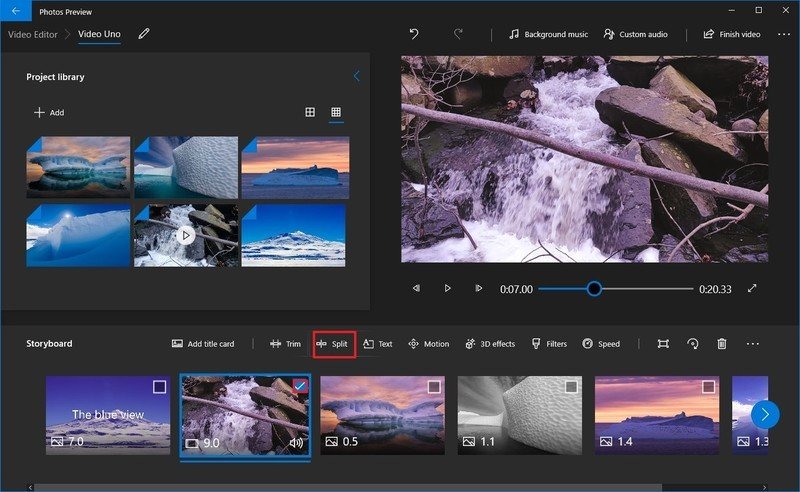 Photos Preview
Video Editor
Video Uno
Background music
Custom audio
Finish video
Project library
Add
0:07.00
0:20.33
Storyboard
Add title card
Trim
Split
Text
Motion
3D effects
Filters
Speed
The blue view
7.0
9.0
0.5
1.1
1.4
1.3